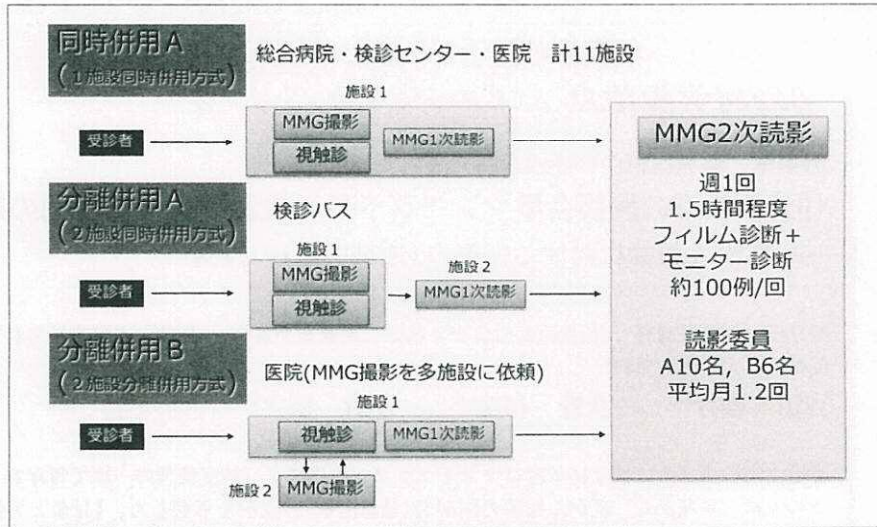 同時併用A
(1施設同時併用方式)
総合病院・検診センター・医院　計11施設
施設1
受診者
MMG撮影
視触診
MMG1次読影
分離併用A
(2施設同時併用方式)
検診バス
施設1
受診者
MMG撮影
視触診
施設2
MMG1次読影
分離併用B
(2施設分離併用方式)
医院(MMG撮影を多施設に依頼)
施設1
受診者
視触診
MMG1次読影
施設2
MMG撮影
MMG2次読影
週1回
1.5時間程度
フィルム診断+
モニター診断
約100例/回
読影委員
A10名，B6名
平均月1.2回